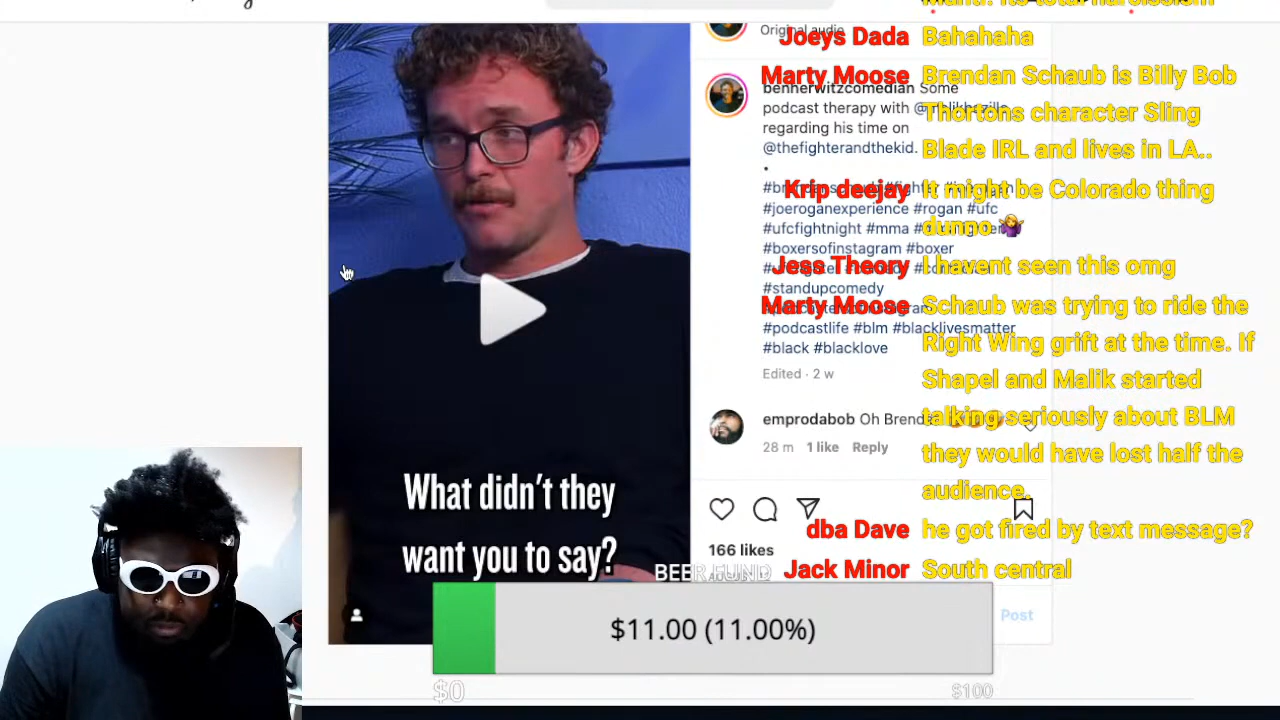 Original audio
Joeys Dada Bahahaha
Marty Moose Brendan Schaub is Billy Bob
Thortons character Sling
Blade IRL and lives in LA..
Krip deejay It might be Colorado thing
dunno 🤷‍♀️
Jess Theory I havent seen this omg
Marty Moose Schaub was trying to ride the
Right Wing grift at the time. If
Shapel and Malik started
talking seriously about BLM
they would have lost half the
audience.
dba Dave he got fired by text message?
Jack Minor South central
bennerwitzcomedian Some
podcast therapy with
regarding his time on
@thefighterandthekid.
•
#joeroganexperience #rogan #ufc
#ufcfightnight #mma
#boxersofinstagram #boxer
#standupcomedy
#podcastlife #blm #blacklivesmatter
#black #blacklove
Edited · 2 w
emprodabob Oh Brend
28 m 1 like Reply
166 likes
Post
What didn't they
want you to say?
BEER FUND
$11.00 (11.00%)
$0 $100